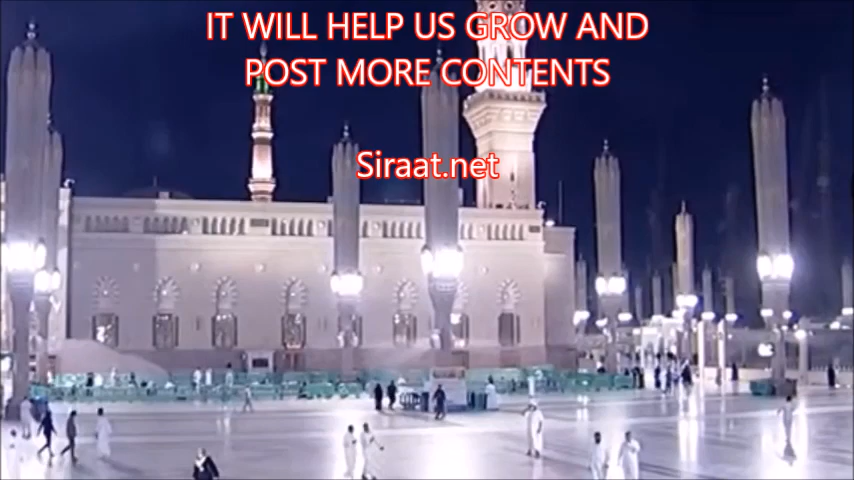 IT WILL HELP US GROW AND
POST MORE CONTENTS
Siraat.net